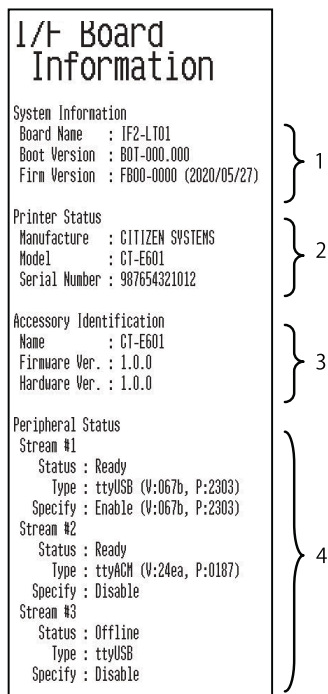 I/F Board
Information
System Information
Board Name : IF2-LT01
Boot Version : BOT-000.000
Firm Version : FB00-0000 (2020/05/27)
1
Printer Status
Manufacture : CITIZEN SYSTEMS
Model : CT-E601
Serial Number : 987654321012
2
Accessory Identification
Name : CT-E601
Firmware Ver. : 1.0.0
Hardware Ver. : 1.0.0
3
Peripheral Status
Stream #1
Status : Ready
Type : ttyUSB (V:067b, P:2303)
Specify : Enable (V:067b, P:2303)
Stream #2
Status : Ready
Type : ttyACM (V:24ea, P:0187)
Specify : Disable
Stream #3
Status : Offline
Type : ttyUSB
Specify : Disable
4